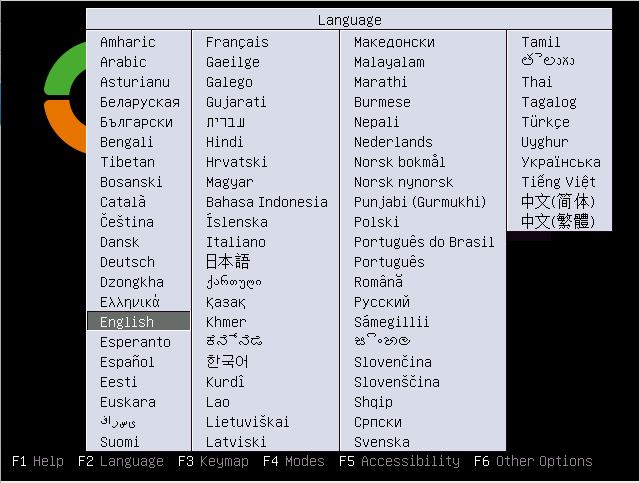 Language
Amharic
Arabic
Asturianu
Беларуская
Български
Bengali
Tibetan
Bosanski
Català
Čeština
Dansk
Deutsch
Dzongkha
Ελληνικά
English
Esperanto
Español
Eesti
Euskara
ﻰﺳﺭﺎﻓ
Suomi
Français
Gaeilge
Galego
Gujarati
עברית
Hindi
Hrvatski
Magyar
Bahasa Indonesia
Íslenska
Italiano
日本語
ქართული
Қазақ
Khmer
ಕನ್ನಡ
한국어
Kurdî
Lao
Lietuviškai
Latviski
Македонски
Malayalam
Marathi
Burmese
Nepali
Nederlands
Norsk bokmål
Norsk nynorsk
Punjabi (Gurmukhi)
Polski
Português do Brasil
Português
Română
Русский
Sámegillii
සිංහල
Slovenčina
Slovenščina
Shqip
Српски
Svenska
Tamil
తెలుగు
Thai
Tagalog
Türkçe
Uyghur
Українська
Tiếng Việt
中文(简体)
中文(繁體)
F1 Help F2 Language F3 Keymap F4 Modes F5 Accessibility F6 Other Options